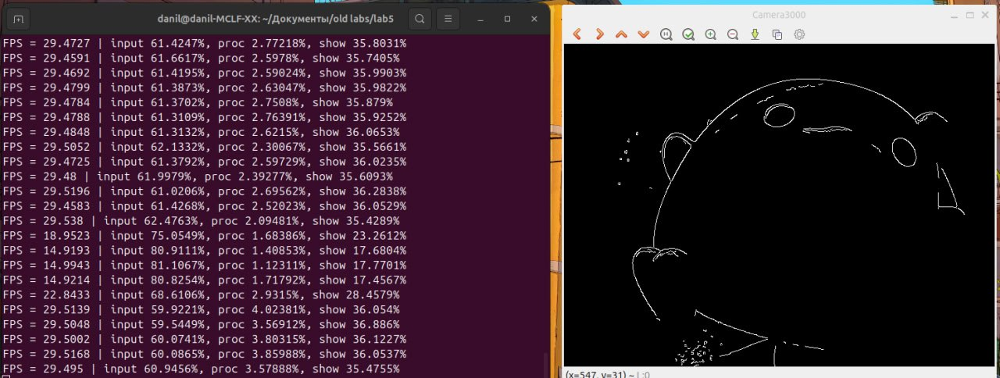 danil@danil-MCLF-XX: ~/Документы/old labs/lab5
FPS = 29.4727 | input 61.4247%, proc 2.77218%, show 35.8031%
FPS = 29.4591 | input 61.6617%, proc 2.5978%, show 35.7405%
FPS = 29.4692 | input 61.4195%, proc 2.59024%, show 35.9903%
FPS = 29.4799 | input 61.3873%, proc 2.63047%, show 35.9822%
FPS = 29.4784 | input 61.3702%, proc 2.7508%, show 35.879%
FPS = 29.4788 | input 61.3109%, proc 2.76391%, show 35.9252%
FPS = 29.4848 | input 61.3132%, proc 2.6215%, show 36.0653%
FPS = 29.5052 | input 62.1332%, proc 2.30067%, show 35.5661%
FPS = 29.4725 | input 61.3792%, proc 2.59729%, show 36.0235%
FPS = 29.48 | input 61.9979%, proc 2.39277%, show 35.6093%
FPS = 29.5196 | input 61.0206%, proc 2.69562%, show 36.2838%
FPS = 29.4583 | input 61.4268%, proc 2.52023%, show 36.0529%
FPS = 29.538 | input 62.4763%, proc 2.09481%, show 35.4289%
FPS = 18.9523 | input 75.0549%, proc 1.68386%, show 23.2612%
FPS = 14.9193 | input 80.9111%, proc 1.40853%, show 17.6804%
FPS = 14.9943 | input 81.1067%, proc 1.12311%, show 17.7701%
FPS = 14.9214 | input 80.8254%, proc 1.71792%, show 17.4567%
FPS = 22.8433 | input 68.6106%, proc 2.9315%, show 28.4579%
FPS = 29.5139 | input 59.9221%, proc 4.02381%, show 36.054%
FPS = 29.5048 | input 59.5449%, proc 3.56912%, show 36.886%
FPS = 29.5002 | input 60.0741%, proc 3.80315%, show 36.1227%
FPS = 29.5168 | input 60.0865%, proc 3.85988%, show 36.0537%
FPS = 29.495 | input 60.9456%, proc 3.57888%, show 35.4755%
Camera3000
(x=547, y=31) ~ L:0